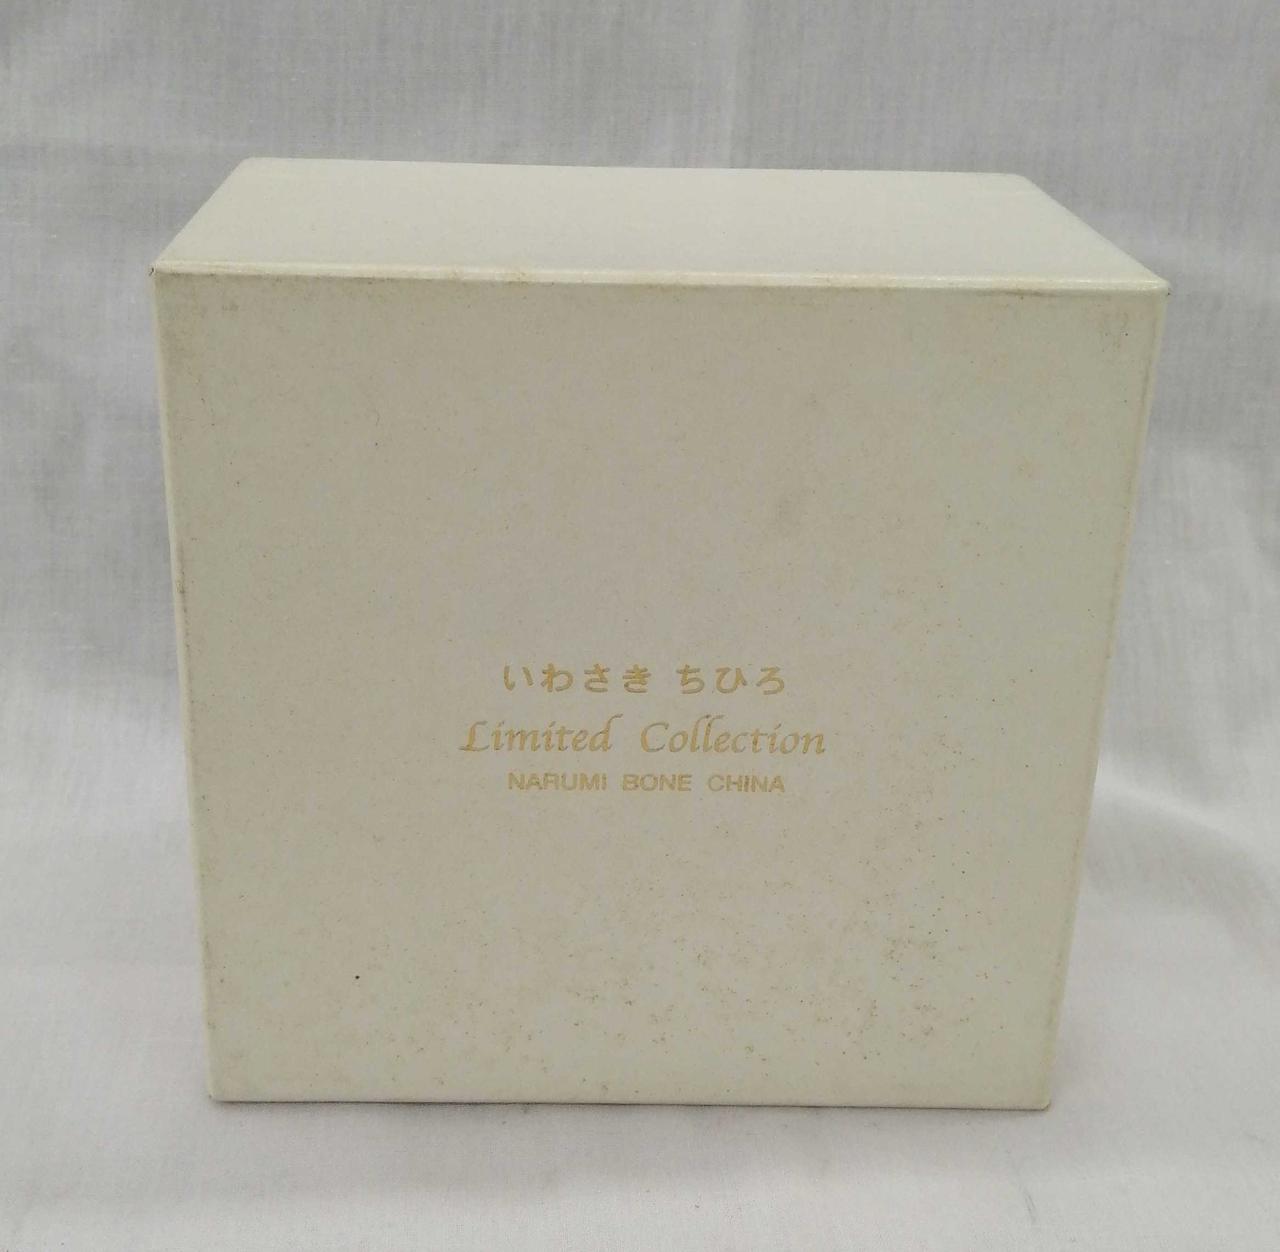 いわさき ちひろ
Limited Collection
NARUMI BONE CHINA